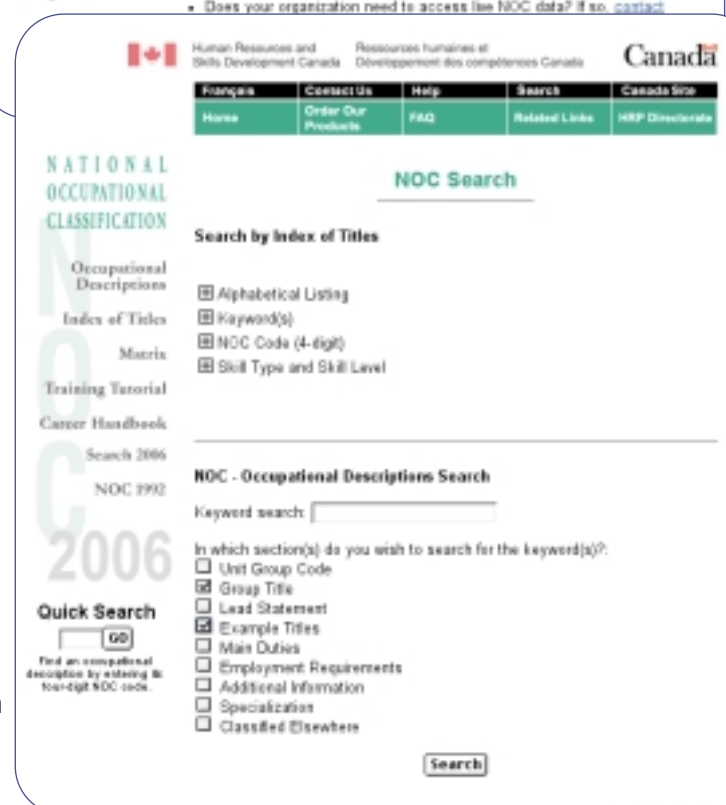 • Does your organization need to access live NOC data? If so, contact
Human Resources and Skills Development Canada
Ressources humaines et Développement des compétences Canada
Canada
Français Contact Us Help Search Canada Site
Home Order Our Products FAQ Related Links HRP Directorate
NATIONAL
OCCUPATIONAL
CLASSIFICATION
NOC
2006
Occupational
Descriptions
Index of Titles
Matrix
Training Tutorial
Career Handbook
Search 2006
NOC 1992
Quick Search
GO
Find an occupational
description by entering its
four-digit NOC code.
NOC Search
Search by Index of Titles
Alphabetical Listing
Keyword(s)
NOC Code (4-digit)
Skill Type and Skill Level
NOC - Occupational Descriptions Search
Keyword search:
In which section(s) do you wish to search for the keyword(s)?:
Unit Group Code
Group Title
Lead Statement
Example Titles
Main Duties
Employment Requirements
Additional Information
Specialization
Classified Elsewhere
Search